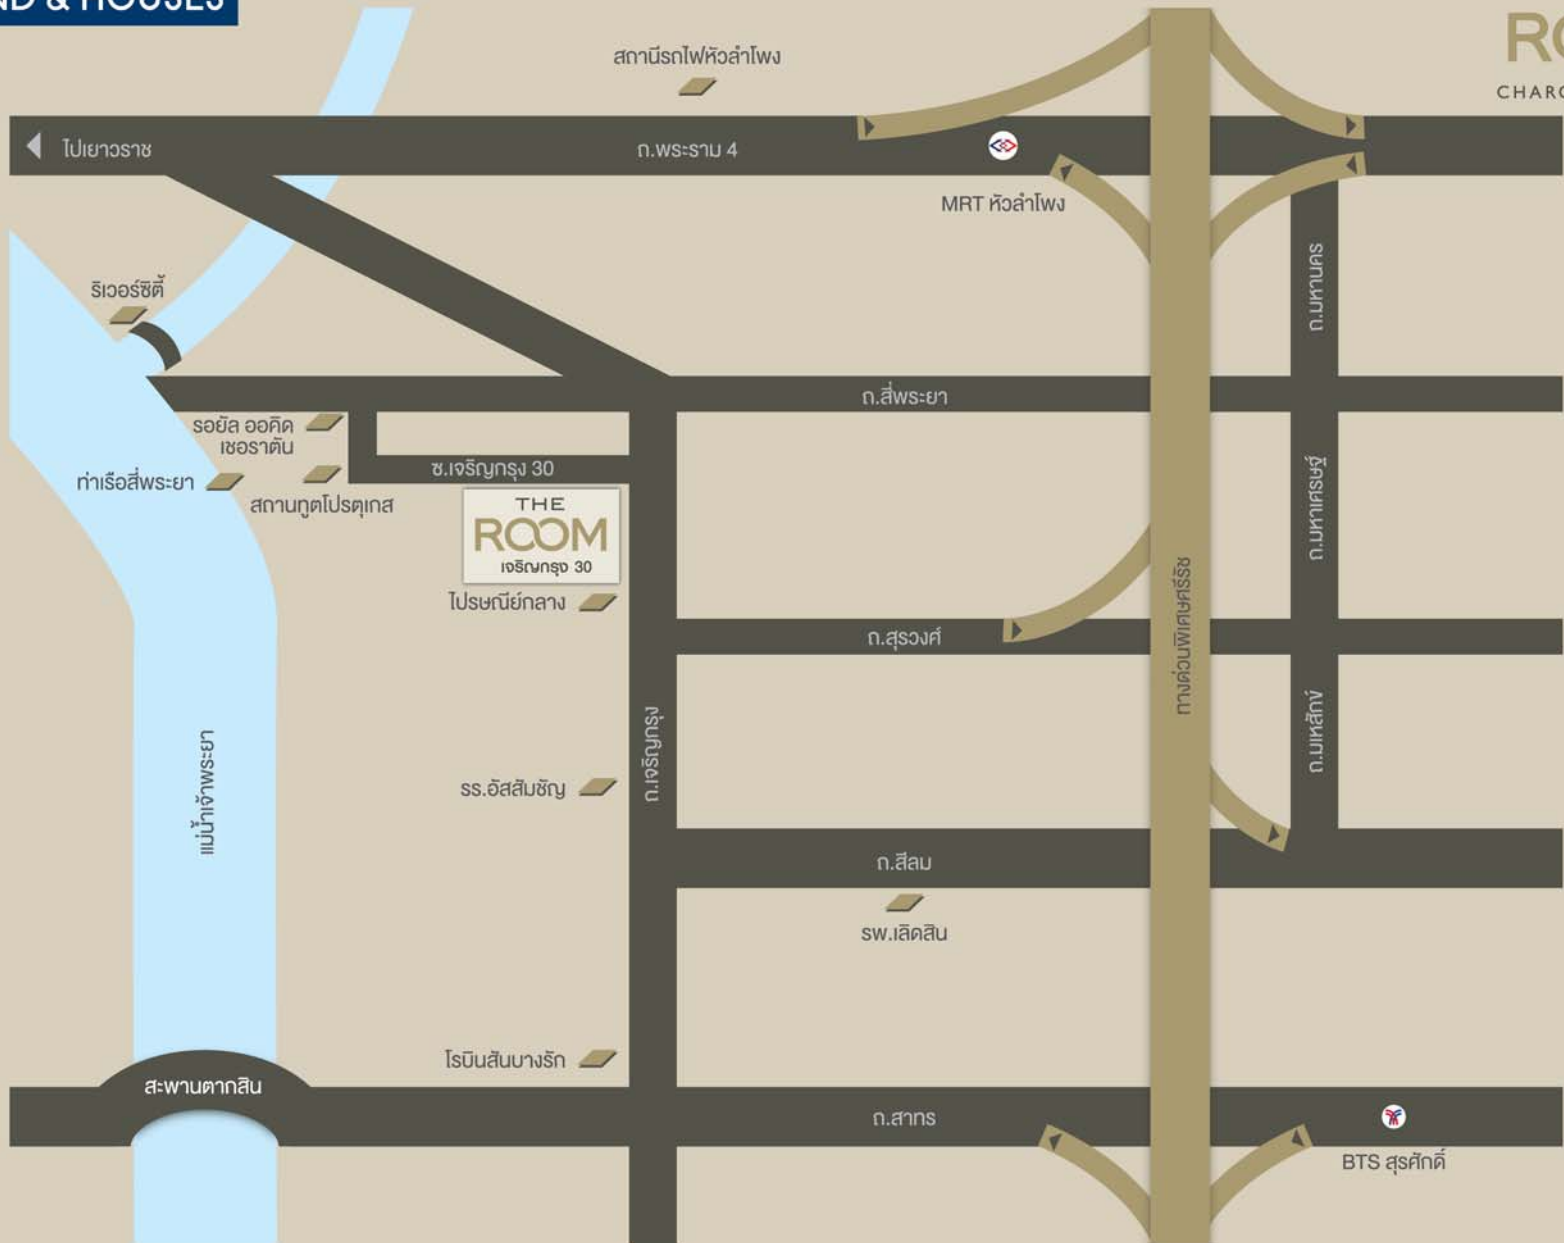 & HOUSES
สถานีรถไฟหัวลำโพง
ไปเยาวราช
ถ.พระราม 4
MRT หัวลำโพง
ริเวอร์ซิตี้
ถ.มหานคร
ถ.สี่พระยา
รอยัล ออคิด
เชอราตัน
ซ.เจริญกรุง 30
ท่าเรือสี่พระยา
สถานทูตโปรตุเกส
THE
ROOM
เจริญกรุง 30
ถ.มหาเศรษฐ์
ไปรษณีย์กลาง
ถ.สุรวงศ์
ทางด่วนพิเศษศรีรัช
ถ.เจริญกรุง
ถ.มเหสักข์
แม่น้ำเจ้าพระยา
รร.อัสสัมชัญ
ถ.สีลม
รพ.เลิดสิน
โรบินสันบางรัก
สะพานตากสิน
ถ.สาทร
BTS สุรศักดิ์